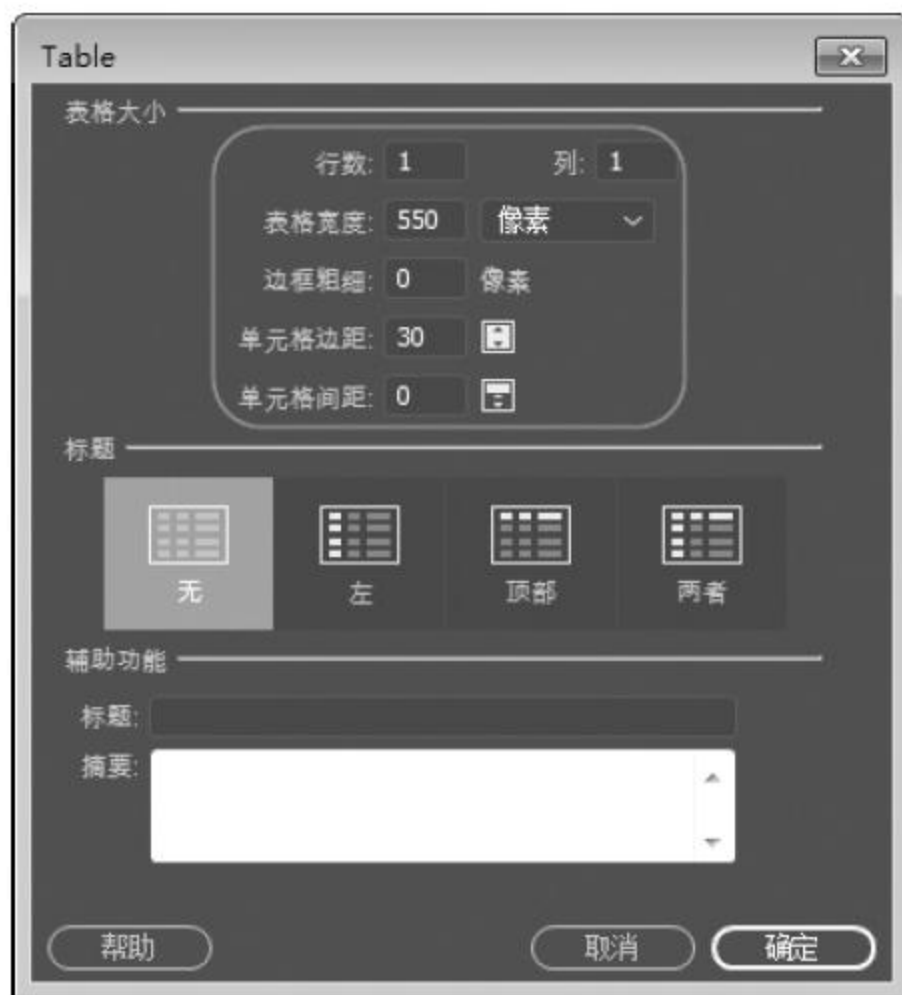 Table
表格大小
行数: 1 列: 1
表格宽度: 550 像素
边框粗细: 0 像素
单元格边距: 30
单元格间距: 0
标题
无 左 顶部 两者
辅助功能
标题:
摘要:
帮助 取消 确定